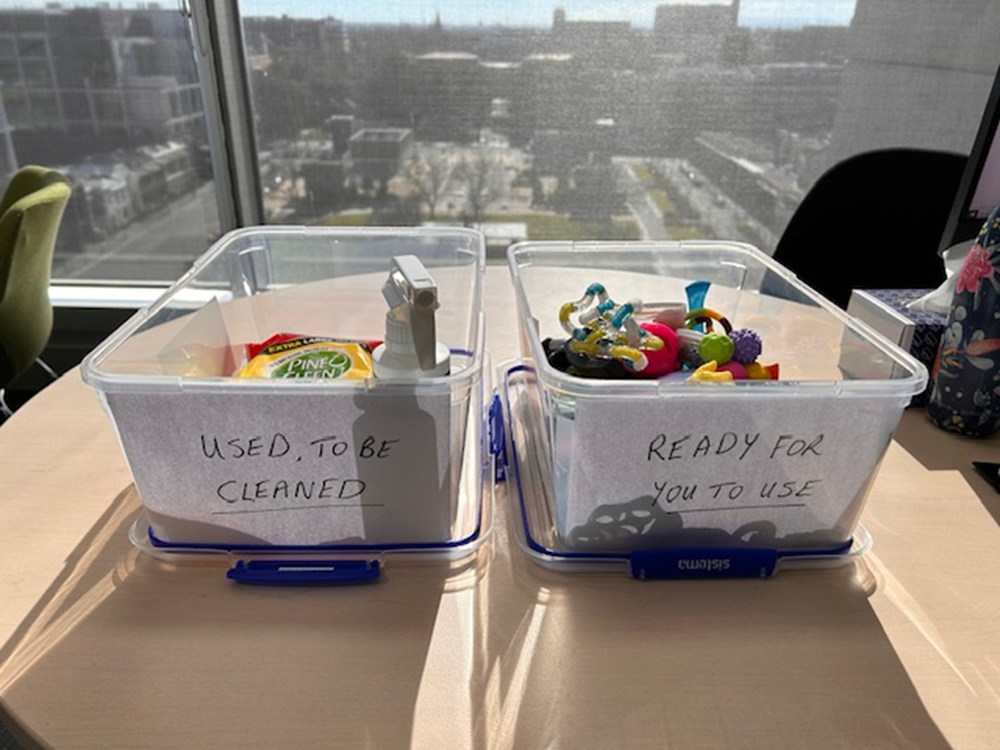 EXTRA LARGE
PINE O
CLEEN
USED, TO BE
CLEANED
READY FOR
YOU TO USE
sistema